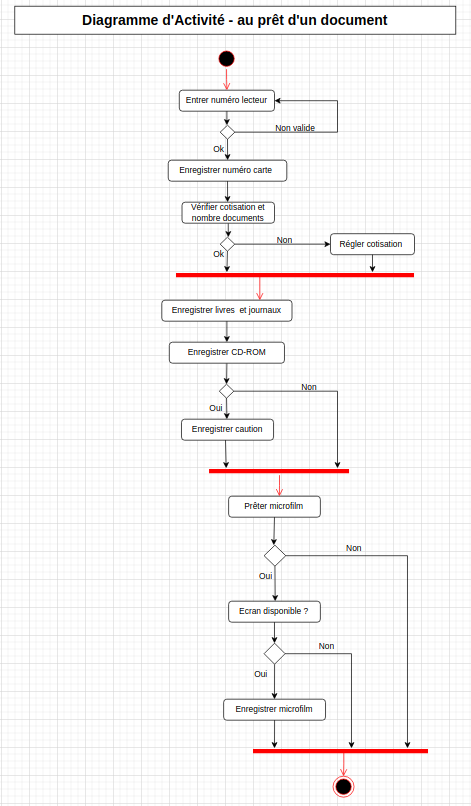 Diagramme d'Activité - au prêt d'un document
Entrer numéro lecteur
Non valide
Ok
Enregistrer numéro carte
Vérifier cotisation et
nombre documents
Non
Régler cotisation
Ok
Enregistrer livres et journaux
Enregistrer CD-ROM
Non
Oui
Enregistrer caution
Prêter microfilm
Non
Oui
Ecran disponible ?
Non
Oui
Enregistrer microfilm